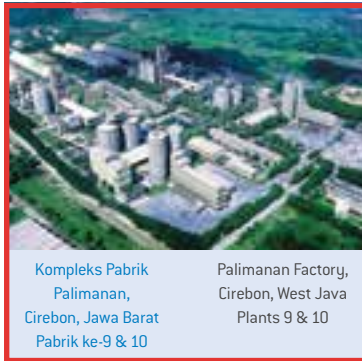 Kompleks Pabrik
Palimanan,
Cirebon, Jawa Barat
Pabrik ke-9 & 10
Palimanan Factory,
Cirebon, West Java
Plants 9 & 10